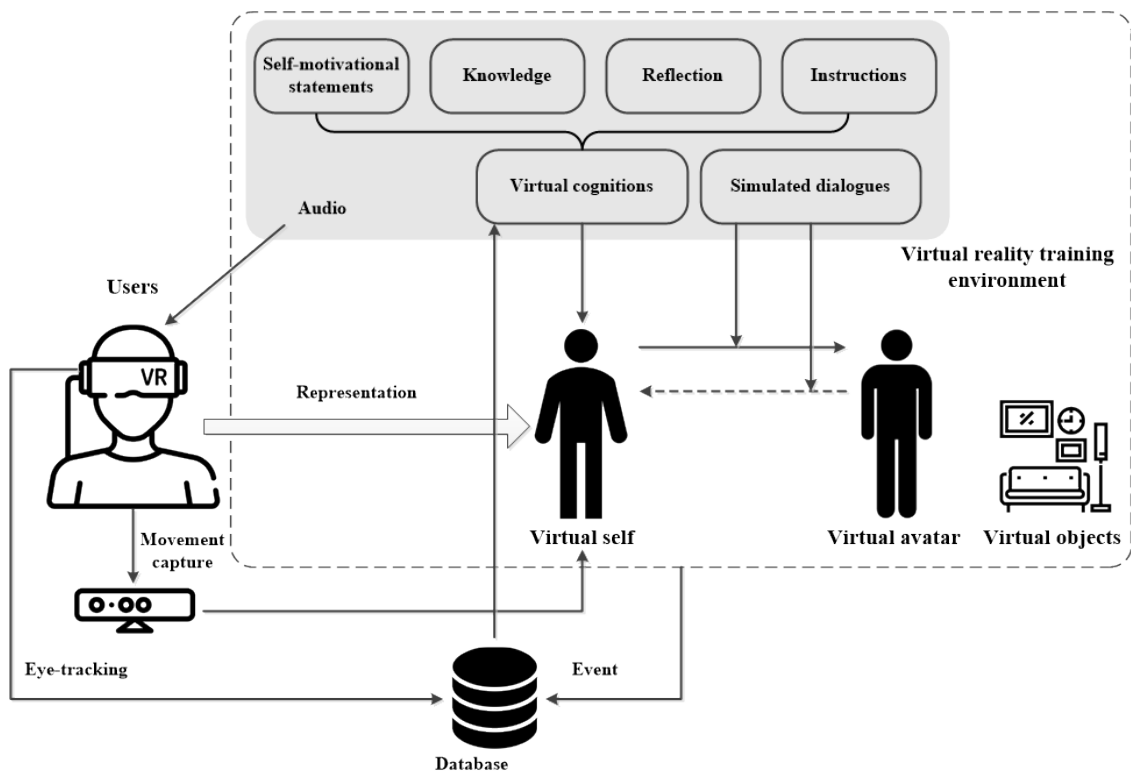 Self-motivational
statements
Knowledge
Reflection
Instructions
Virtual cognitions
Simulated dialogues
Audio
Virtual reality training
environment
Users
VR
Representation
Virtual self
Virtual avatar
Virtual objects
Movement
capture
Eye-tracking
Event
Database